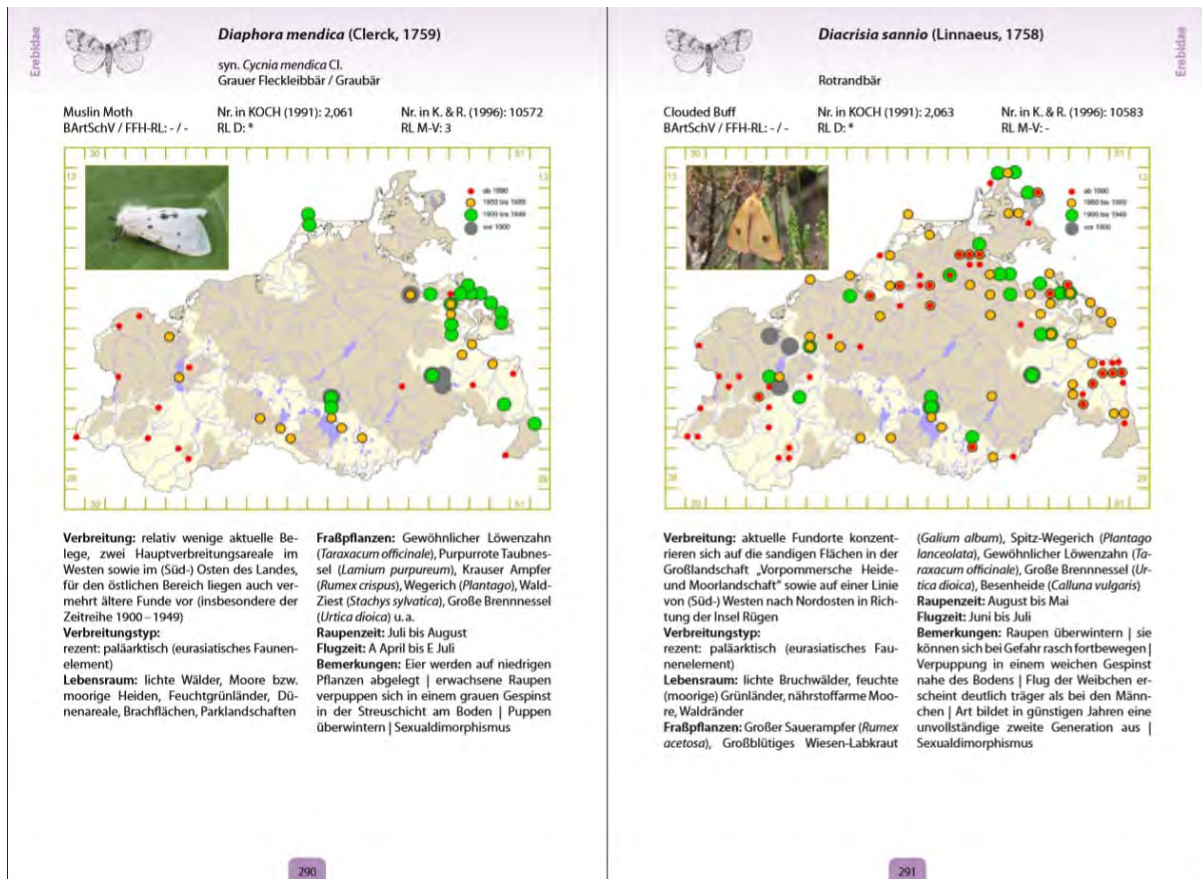 Erebidae
Diaphora mendica (Clerck, 1759)
syn. Cycnia mendica Cl.
Grauer Fleckleibbär / Graubär
Muslin Moth
Nr. in KOCH (1991): 2,061
Nr. in K. & R. (1996): 10572
BArtSchV / FFH-RL: - / -
RL D: *
RL M-V: 3
30
51
13
13
ab 1990
1950 bis 1989
1900 bis 1949
vor 1900
28
28
30
51
Verbreitung: relativ wenige aktuelle Be-
lege, zwei Hauptverbreitungsareale im
Westen sowie im (Süd-) Osten des Landes,
für den östlichen Bereich liegen auch ver-
mehrt ältere Funde vor (insbesondere der
Zeitreihe 1900 – 1949)
Verbreitungstyp:
rezent: paläarktisch (eurasiatisches Faunen-
element)
Lebensraum: lichte Wälder, Moore bzw.
moorige Heiden, Feuchtgrünländer, Dü-
nenareale, Brachflächen, Parklandschaften
Fraßpflanzen: Gewöhnlicher Löwenzahn
(Taraxacum officinale), Purpurrote Taubnes-
sel (Lamium purpureum), Krauser Ampfer
(Rumex crispus), Wegerich (Plantago), Wald-
Ziest (Stachys sylvatica), Große Brennnessel
(Urtica dioica) u. a.
Raupenzeit: Juli bis August
Flugzeit: A April bis E Juli
Bemerkungen: Eier werden auf niedrigen
Pflanzen abgelegt | erwachsene Raupen
verpuppen sich in einem grauen Gespinst
in der Streuschicht am Boden | Puppen
überwintern | Sexualdimorphismus
290
Erebidae
Diacrisia sannio (Linnaeus, 1758)
Rotrandbär
Clouded Buff
Nr. in KOCH (1991): 2,063
Nr. in K. & R. (1996): 10583
BArtSchV / FFH-RL: - / -
RL D: *
RL M-V: -
30
51
13
13
ab 1990
1950 bis 1989
1900 bis 1949
vor 1900
28
28
51
Verbreitung: aktuelle Fundorte konzent-
rieren sich auf die sandigen Flächen in der
Großlandschaft „Vorpommersche Heide-
und Moorlandschaft“ sowie auf einer Linie
von (Süd-) Westen nach Nordosten in Rich-
tung der Insel Rügen
Verbreitungstyp:
rezent: paläarktisch (eurasiatisches Fau-
nenelement)
Lebensraum: lichte Bruchwälder, feuchte
(moorige) Grünländer, nährstoffarme Moo-
re, Waldränder
Fraßpflanzen: Großer Sauerampfer (Rumex
acetosa), Großblütiges Wiesen-Labkraut
(Galium album), Spitz-Wegerich (Plantago
lanceolata), Gewöhnlicher Löwenzahn (Ta-
raxacum officinale), Große Brennnessel (Ur-
tica dioica), Besenheide (Calluna vulgaris)
Raupenzeit: August bis Mai
Flugzeit: Juni bis Juli
Bemerkungen: Raupen überwintern | sie
können sich bei Gefahr rasch fortbewegen |
Verpuppung in einem weichen Gespinst
nahe des Bodens | Flug der Weibchen er-
scheint deutlich träger als bei den Männ-
chen | Art bildet in günstigen Jahren eine
unvollständige zweite Generation aus |
Sexualdimorphismus
291